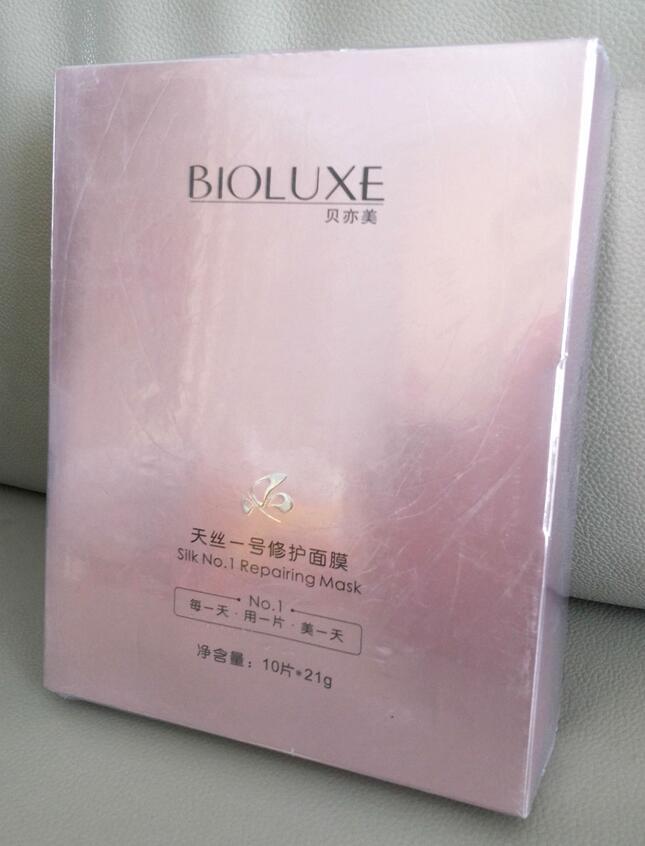 BIOLUXE
贝亦美
天丝一号修护面膜
Silk No.1 Repairing Mask
No.1
每一天·用一片·美一天
净含量：10片*21g